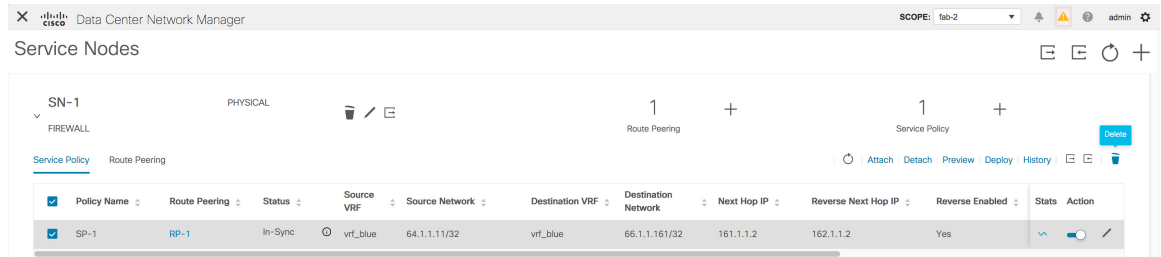 cisco Data Center Network Manager SCOPE: fab-2 admin
Service Nodes
SN-1 PHYSICAL 1 1
FIREWALL Route Peering Service Policy
Delete
Service Policy Route Peering Attach Detach Preview Deploy History
Policy Name Route Peering Status Source VRF Source Network Destination VRF Destination Network Next Hop IP Reverse Next Hop IP Reverse Enabled Stats Action
SP-1 RP-1 In-Sync vrf_blue 64.1.1.11/32 vrf_blue 66.1.1.161/32 161.1.1.2 162.1.1.2 Yes